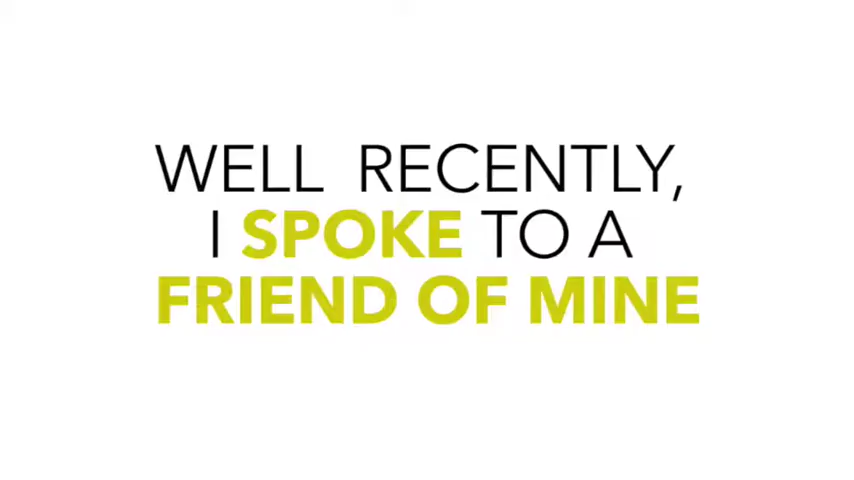 WELL RECENTLY,
I SPOKE TO A
FRIEND OF MINE